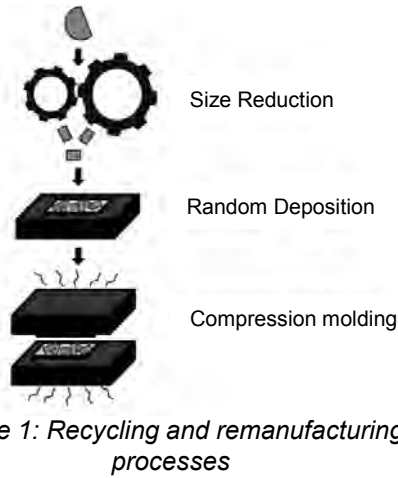 Size Reduction
Random Deposition
Compression molding
e 1: Recycling and remanufacturing
processes